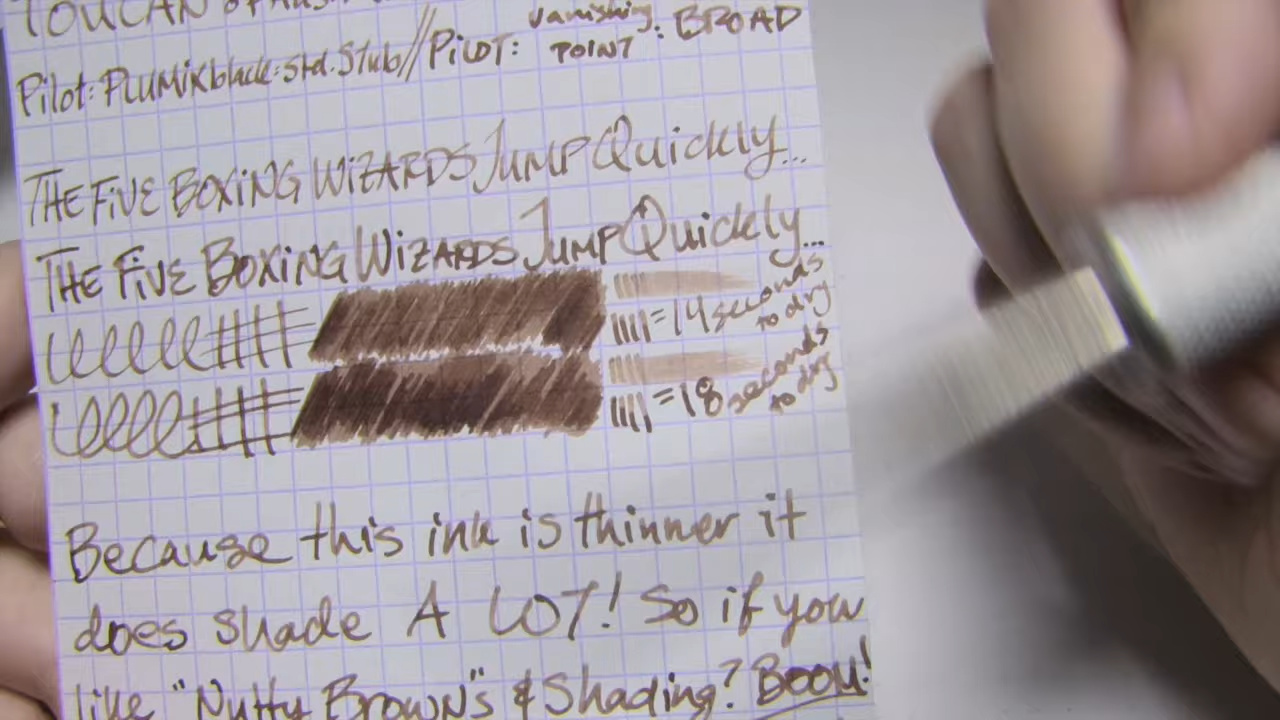 TOUCAN
Pilot: PLUMIX black: Std. Stub // PILOT: Vanishing POINT : BROAD
THE FIVE BOXING WIZARDS JUMP Quickly...
THE FIVE BOXING WIZARDS JUMP Quickly...
= 14 seconds to dry
= 18 seconds to dry
Because this ink is thinner it
does shade A LOT! So if you
like "Nutty Brown"s & Shading? BOOM!